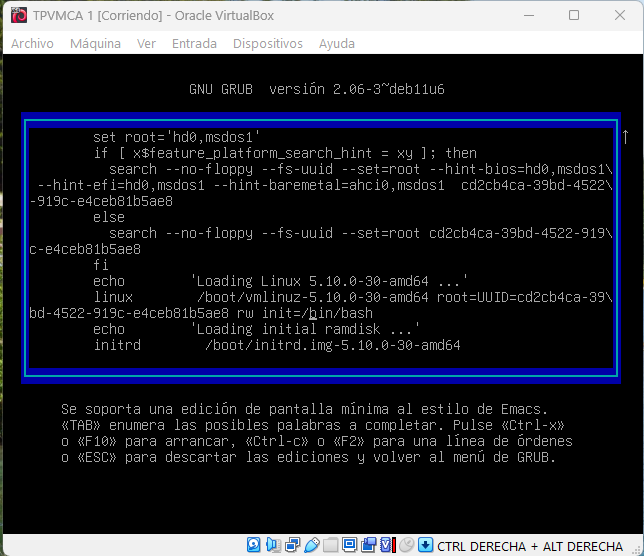 TPVMCA 1 [Corriendo] - Oracle VirtualBox
Archivo Máquina Ver Entrada Dispositivos Ayuda
GNU GRUB versión 2.06-3~deb11u6
set root='hd0,msdos1'
if [ x$feature_platform_search_hint = xy ]; then
search --no-floppy --fs-uuid --set=root --hint-bios=hd0,msdos1\
--hint-efi=hd0,msdos1 --hint-baremetal=ahci0,msdos1 cd2cb4ca-39bd-4522\
-919c-e4ceb81b5ae8
else
search --no-floppy --fs-uuid --set=root cd2cb4ca-39bd-4522-919\
c-e4ceb81b5ae8
fi
echo 'Loading Linux 5.10.0-30-amd64 ...'
linux /boot/vmlinuz-5.10.0-30-amd64 root=UUID=cd2cb4ca-39\
bd-4522-919c-e4ceb81b5ae8 rw init=/bin/bash
echo 'Loading initial ramdisk ...'
initrd /boot/initrd.img-5.10.0-30-amd64
Se soporta una edición de pantalla mínima al estilo de Emacs.
«TAB» enumera las posibles palabras a completar. Pulse «Ctrl-x»
o «F10» para arrancar, «Ctrl-c» o «F2» para una línea de órdenes
o «ESC» para descartar las ediciones y volver al menú de GRUB.
CTRL DERECHA + ALT DERECHA